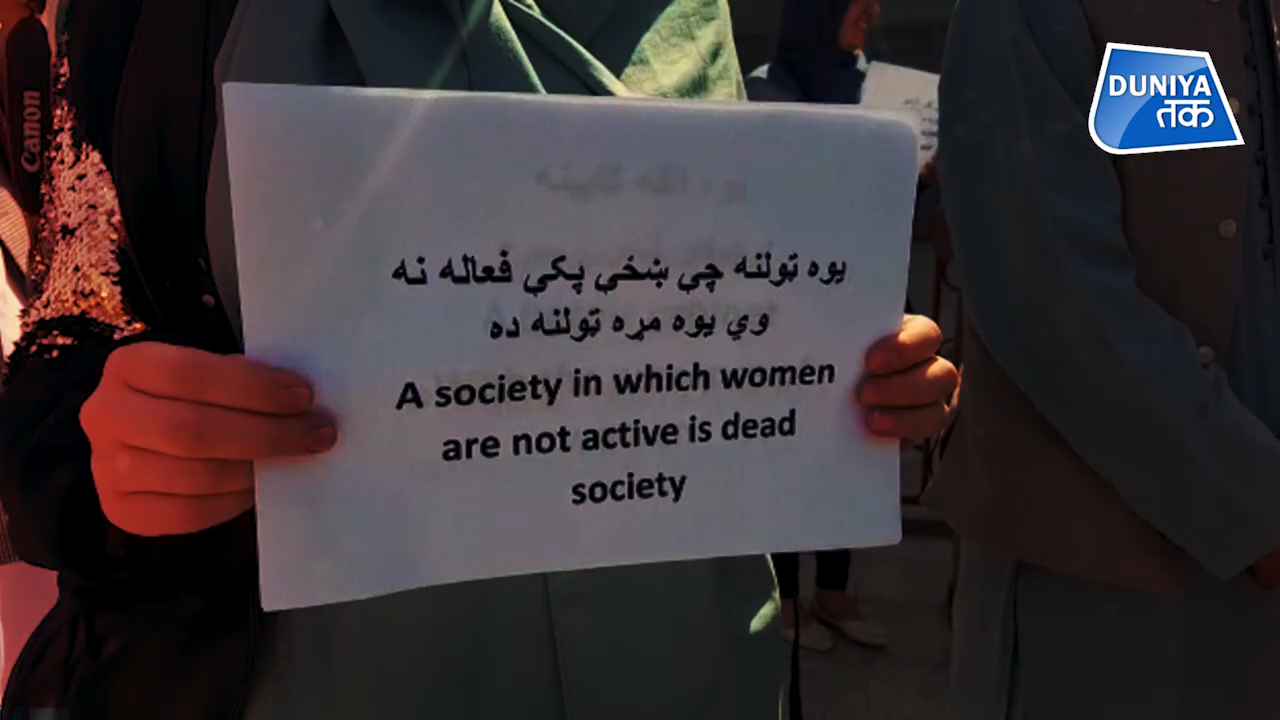 Canon
DUNIYA
तक
یوه ټولنه چې ښځې پکې فعاله نه
وي یوه مړه ټولنه ده
A society in which women
are not active is dead
society